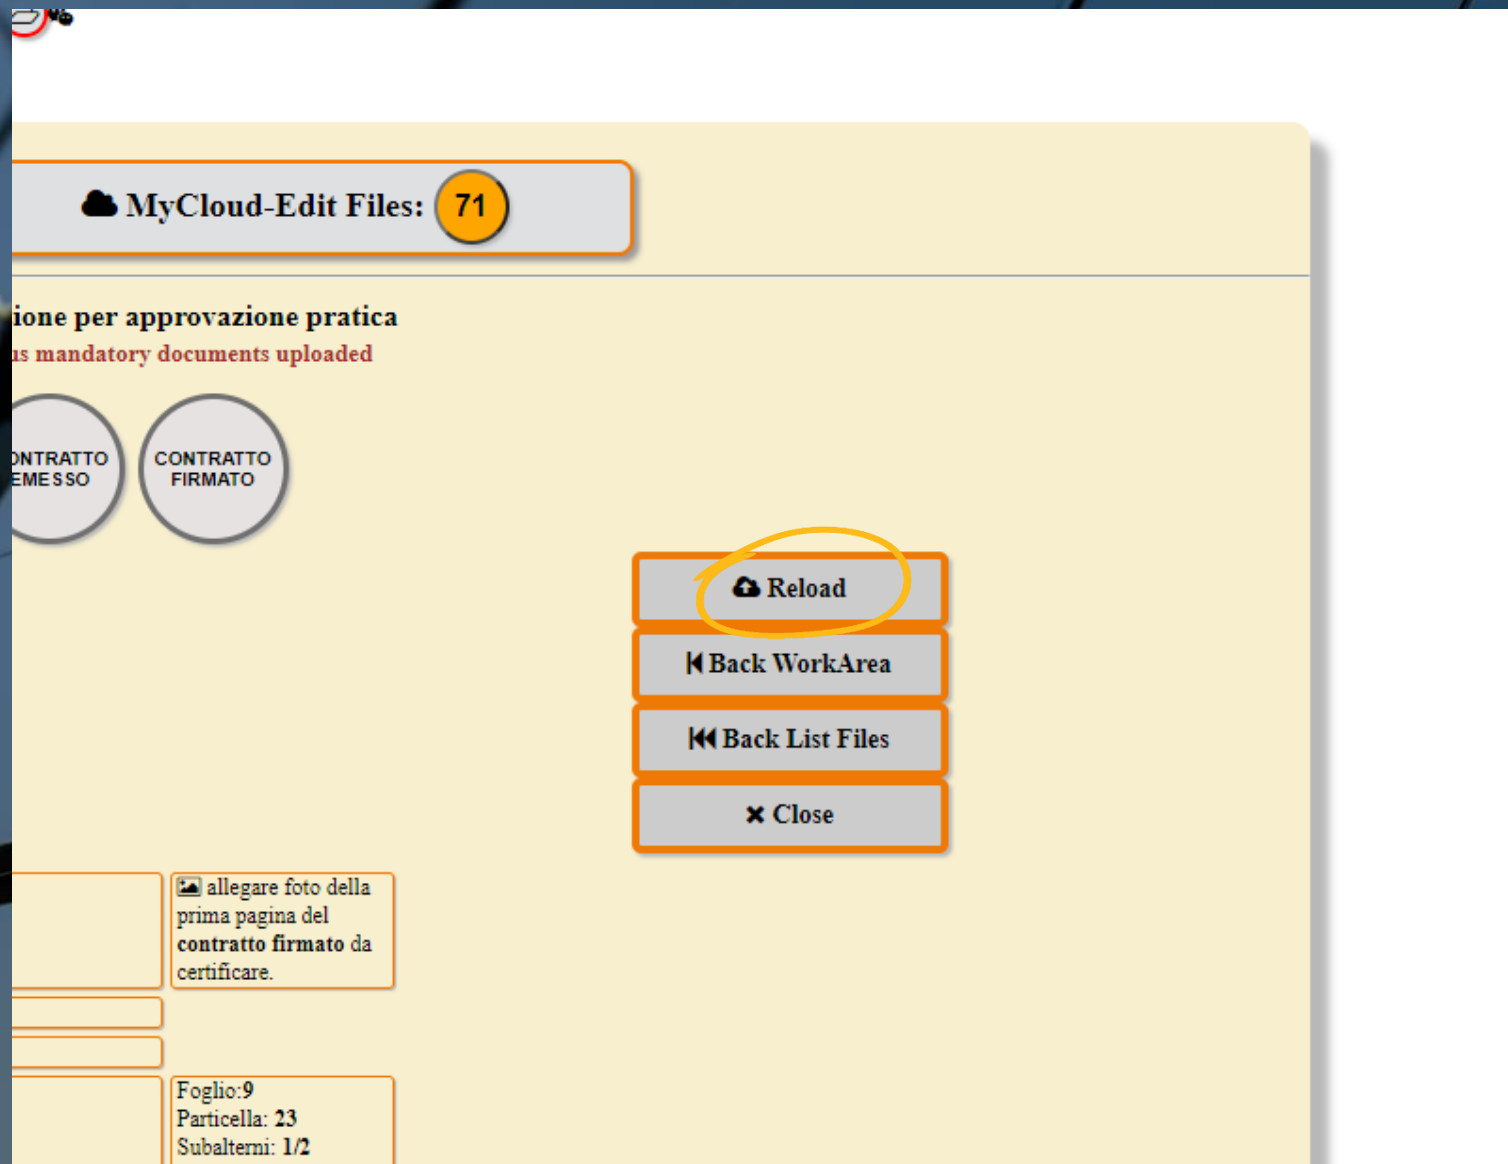 MyCloud-Edit Files: 71
ione per approvazione pratica
us mandatory documents uploaded
ONTRATTO
EMESSO
CONTRATTO
FIRMATO
Reload
Back WorkArea
Back List Files
Close
allegare foto della
prima pagina del
contratto firmato da
certificare.
Foglio:9
Particella: 23
Subalterni: 1/2